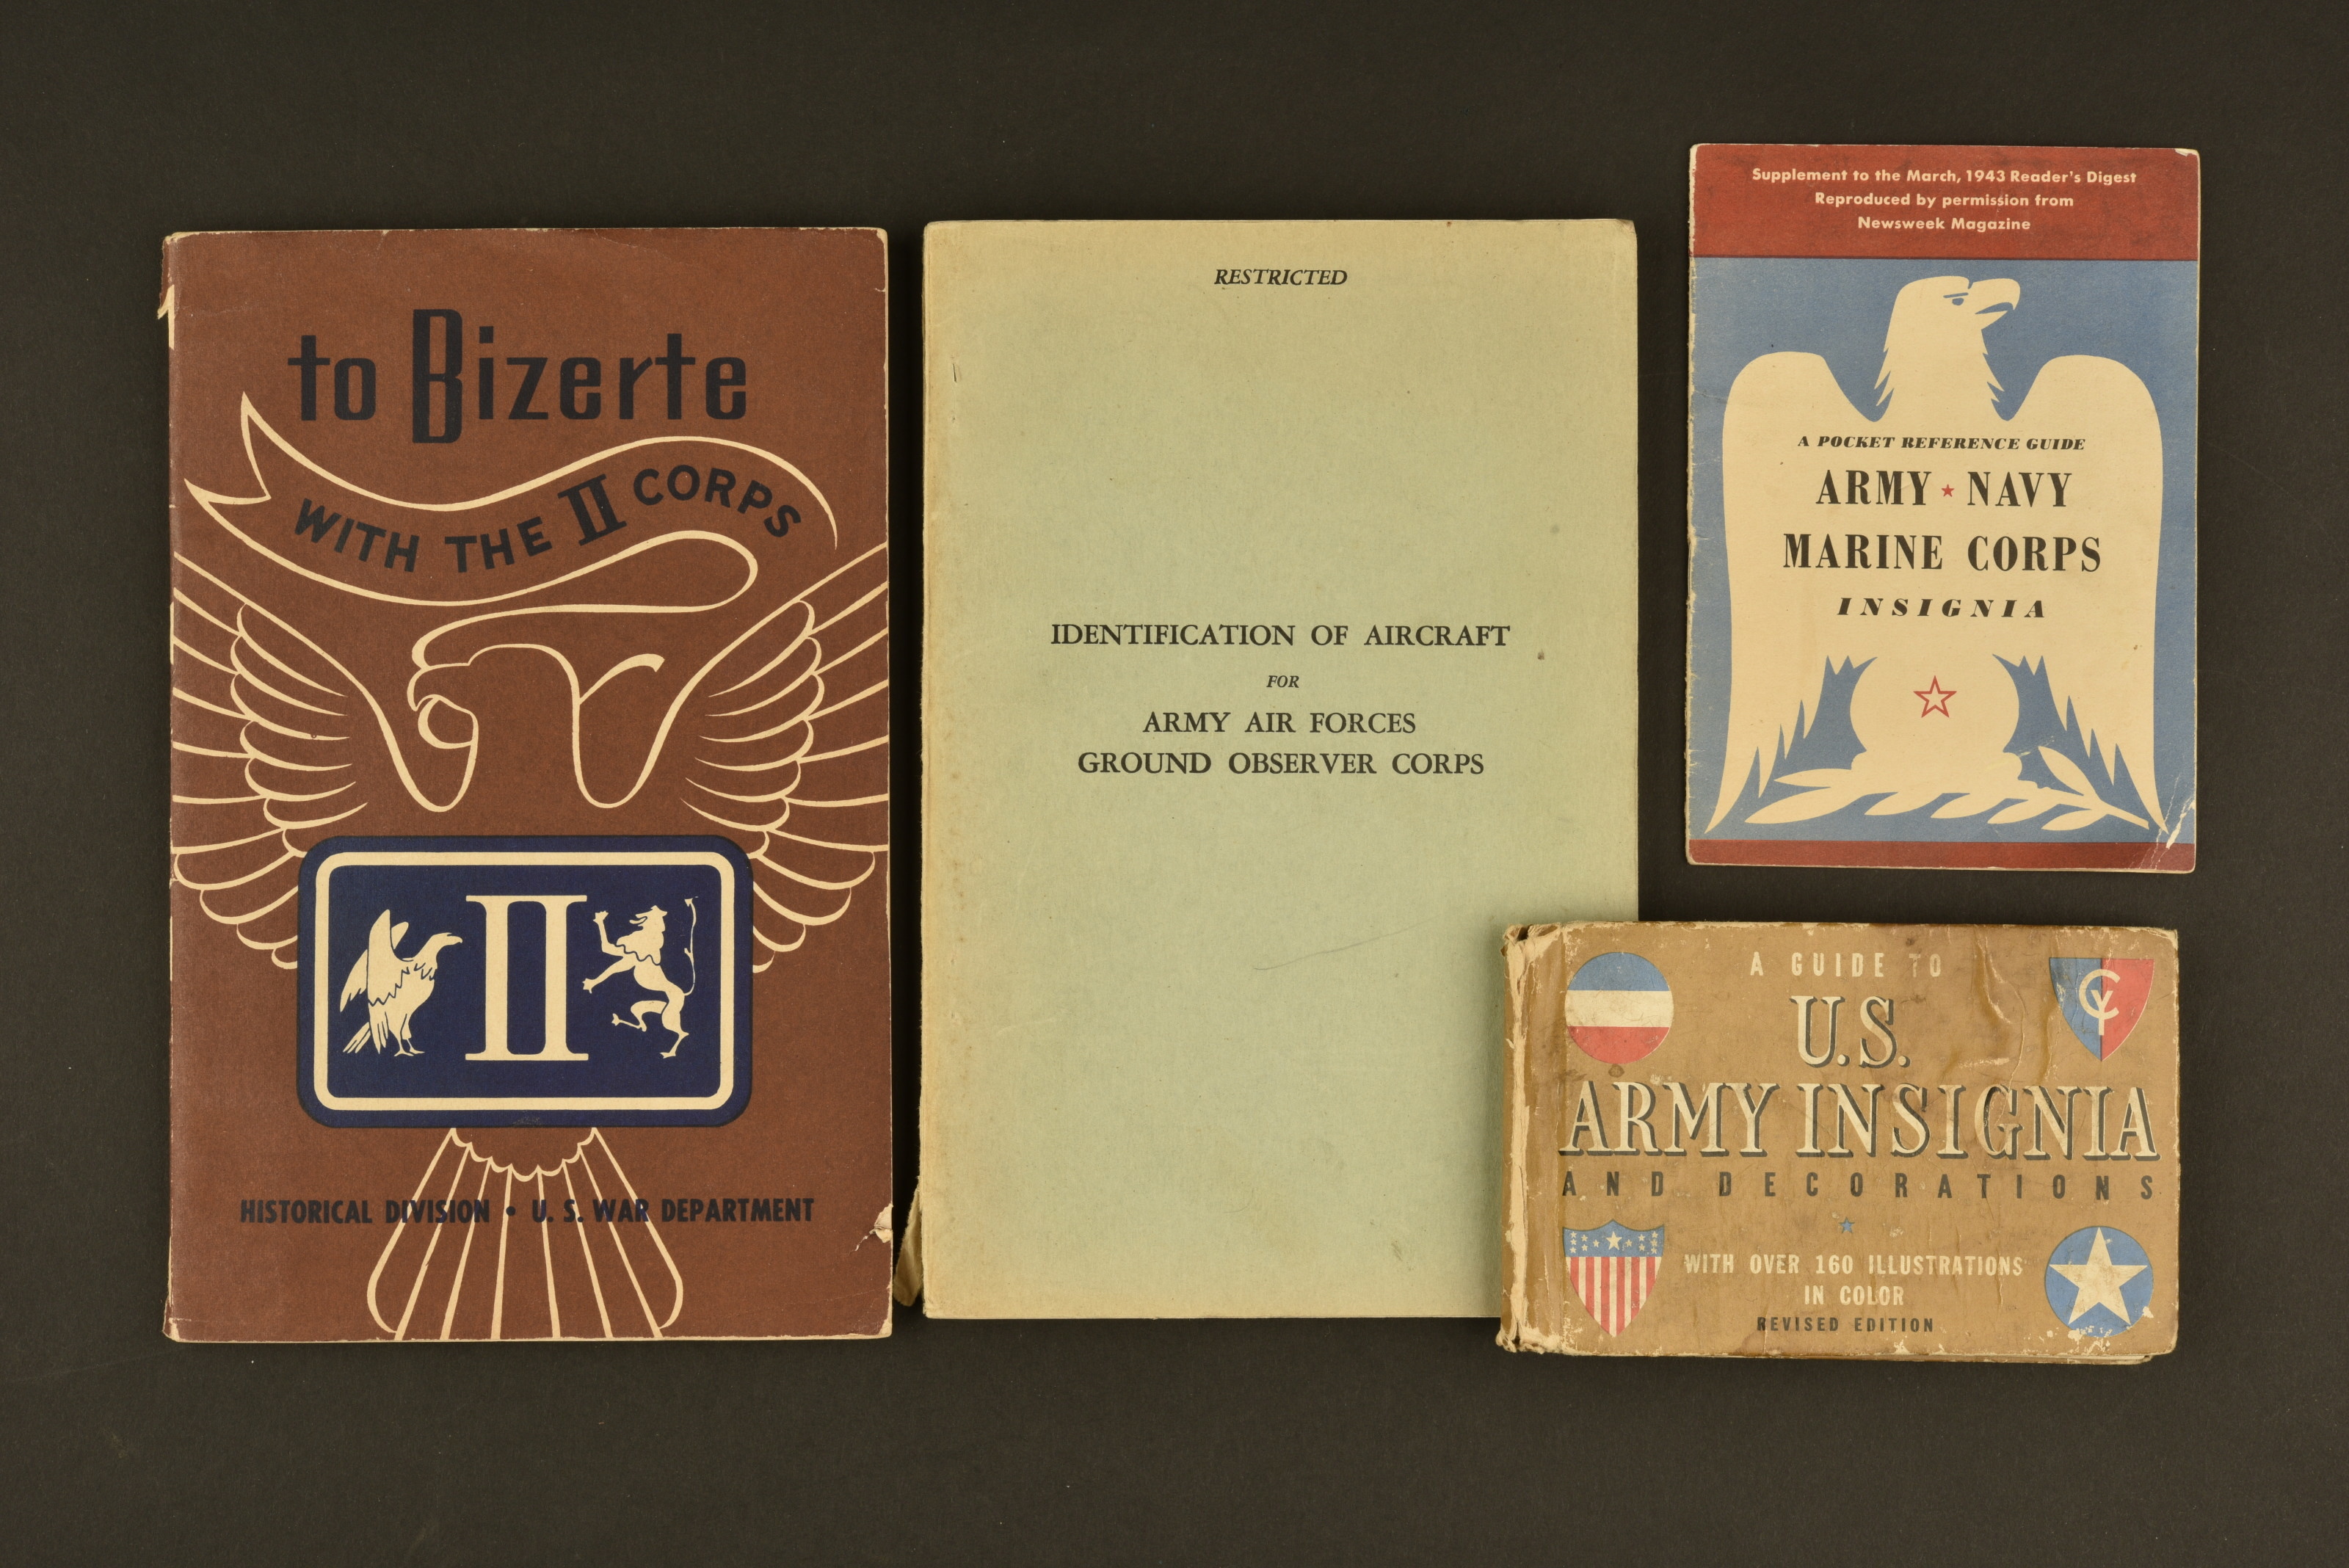 to Bizerte
WITH THE II CORPS
II
HISTORICAL DIVISION • U. S. WAR DEPARTMENT
RESTRICTED
IDENTIFICATION OF AIRCRAFT
FOR
ARMY AIR FORCES
GROUND OBSERVER CORPS
Supplement to the March, 1943 Reader's Digest
Reproduced by permission from
Newsweek Magazine
A POCKET REFERENCE GUIDE
ARMY ★ NAVY
MARINE CORPS
INSIGNIA
A GUIDE TO
CY
U.S.
ARMY INSIGNIA
AND DECORATIONS
WITH OVER 160 ILLUSTRATIONS
IN COLOR
REVISED EDITION